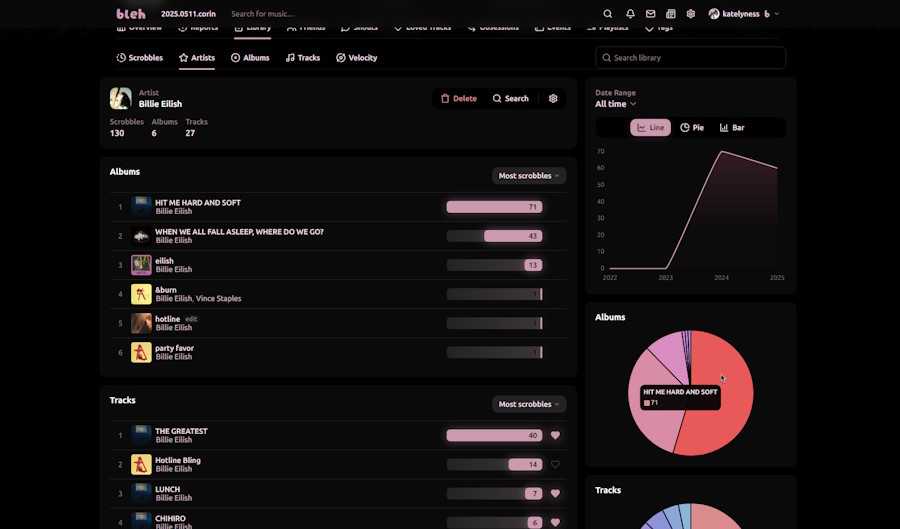 bleh
2025.0511.corin
Search for music...
katelyness
Overview
Reports
Library
Friends
Shouts
Loved Tracks
Obsessions
Events
Playlists
Tags
Scrobbles
Artists
Albums
Tracks
Velocity
Search library
Artist
Billie Eilish
Delete
Search
Scrobbles Albums Tracks
130 6 27
Albums
Most scrobbles
1 HIT ME HARD AND SOFT 71
Billie Eilish
2 WHEN WE ALL FALL ASLEEP, WHERE DO WE GO? 43
Billie Eilish
3 eilish 13
Billie Eilish
4 &burn 1
Billie Eilish, Vince Staples
5 hotline edit 1
Billie Eilish
6 party favor 1
Billie Eilish
Tracks
Most scrobbles
1 THE GREATEST 40
Billie Eilish
2 Hotline Bling 14
Billie Eilish
3 LUNCH 7
Billie Eilish
4 CHIHIRO 6
Billie Eilish
Date Range
All time
Line
Pie
Bar
70
60
50
40
30
20
10
0
2022 2023 2024 2025
Albums
HIT ME HARD AND SOFT
71
Tracks